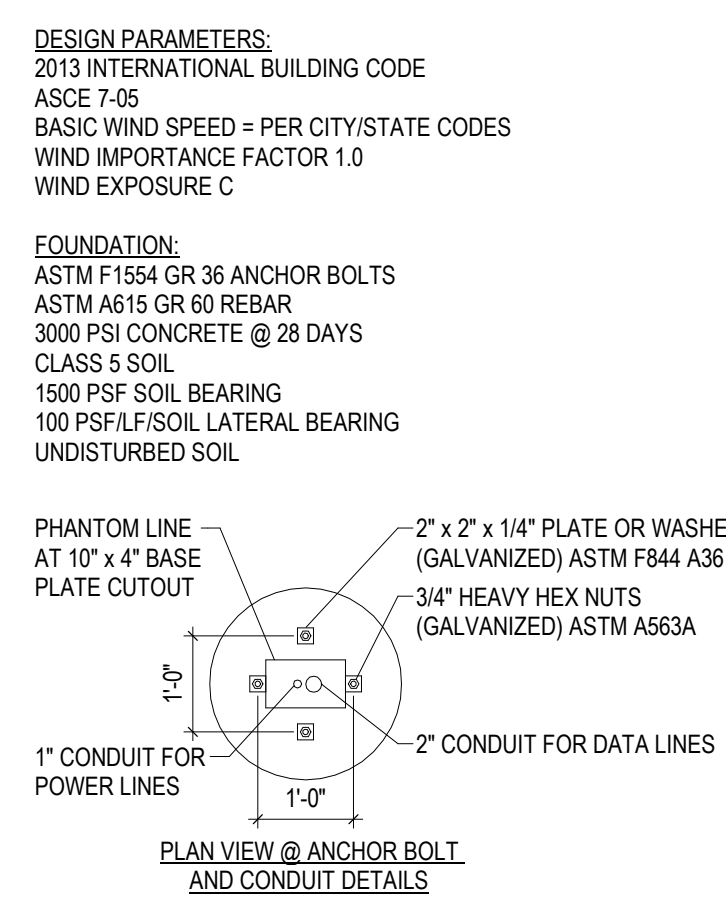 DESIGN PARAMETERS:
2013 INTERNATIONAL BUILDING CODE
ASCE 7-05
BASIC WIND SPEED = PER CITY/STATE CODES
WIND IMPORTANCE FACTOR 1.0
WIND EXPOSURE C
FOUNDATION:
ASTM F1554 GR 36 ANCHOR BOLTS
ASTM A615 GR 60 REBAR
3000 PSI CONCRETE @ 28 DAYS
CLASS 5 SOIL
1500 PSF SOIL BEARING
100 PSF/LF/SOIL LATERAL BEARING
UNDISTURBED SOIL
PHANTOM LINE
AT 10" x 4" BASE
PLATE CUTOUT
2" x 2" x 1/4" PLATE OR WASHE
(GALVANIZED) ASTM F844 A36
3/4" HEAVY HEX NUTS
(GALVANIZED) ASTM A563A
1'-0"
1" CONDUIT FOR
POWER LINES
2" CONDUIT FOR DATA LINES
1'-0"
PLAN VIEW @ ANCHOR BOLT
AND CONDUIT DETAILS